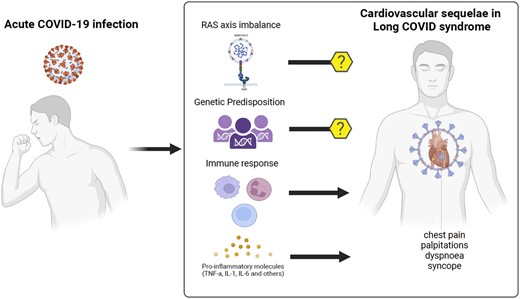 Acute COVID-19 infection
RAS axis imbalance
?
Genetic Predisposition
?
Immune response
Pro-inflammatory molecules
(TNF-a, IL-1, IL-6 and others)
Cardiovascular sequelae in
Long COVID syndrome
chest pain
palpitations
dyspnoea
syncope